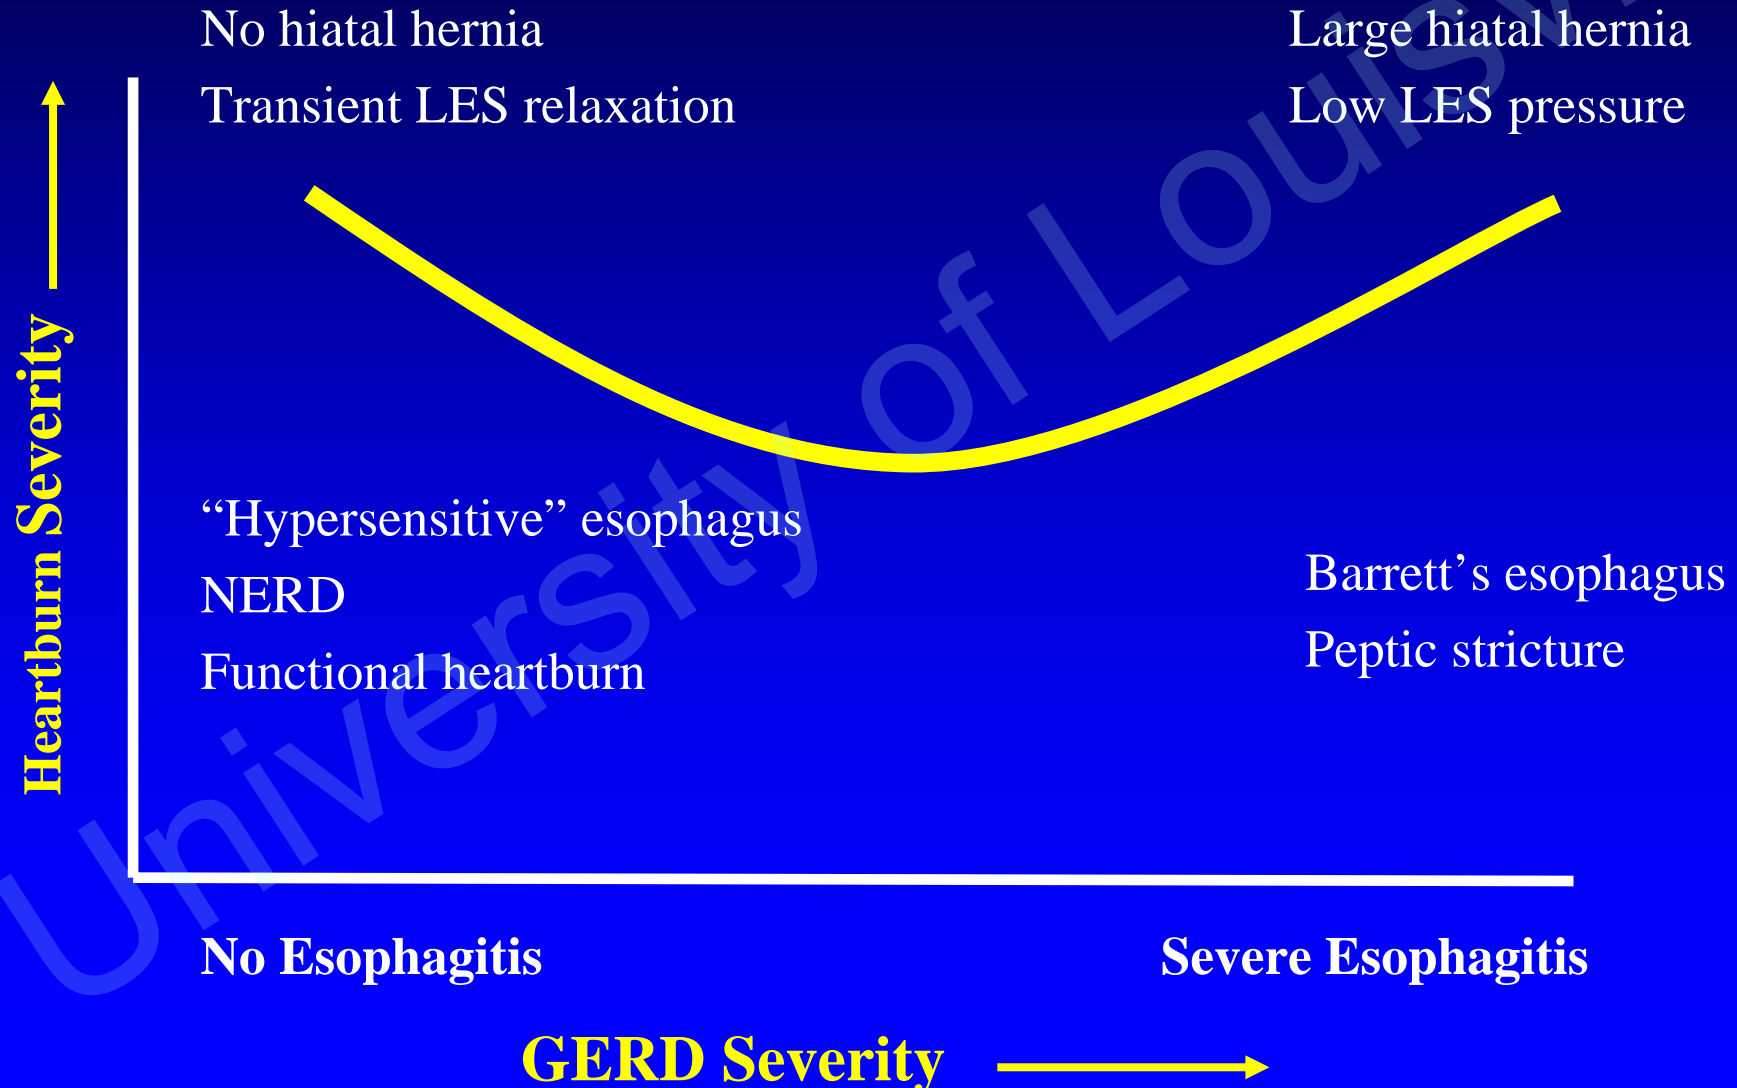 No hiatal hernia
Transient LES relaxation
Large hiatal hernia
Low LES pressure
Heartburn Severity
“Hypersensitive” esophagus
NERD
Functional heartburn
Barrett’s esophagus
Peptic stricture
No Esophagitis
Severe Esophagitis
GERD Severity
University of Louisv